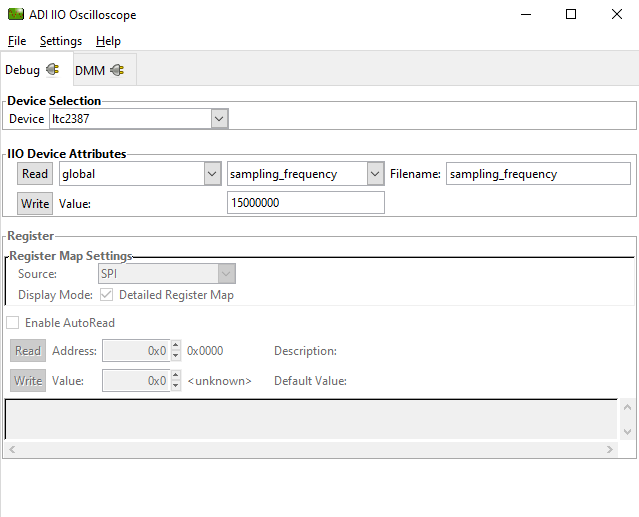 ADI IIO Oscilloscope
File Settings Help
Debug DMM
Device Selection
Device ltc2387
IIO Device Attributes
Read global sampling_frequency Filename: sampling_frequency
Write Value: 15000000
Register
Register Map Settings
Source: SPI
Display Mode: Detailed Register Map
Enable AutoRead
Read Address: 0x0 0x0000 Description:
Write Value: 0x0 <unknown> Default Value: